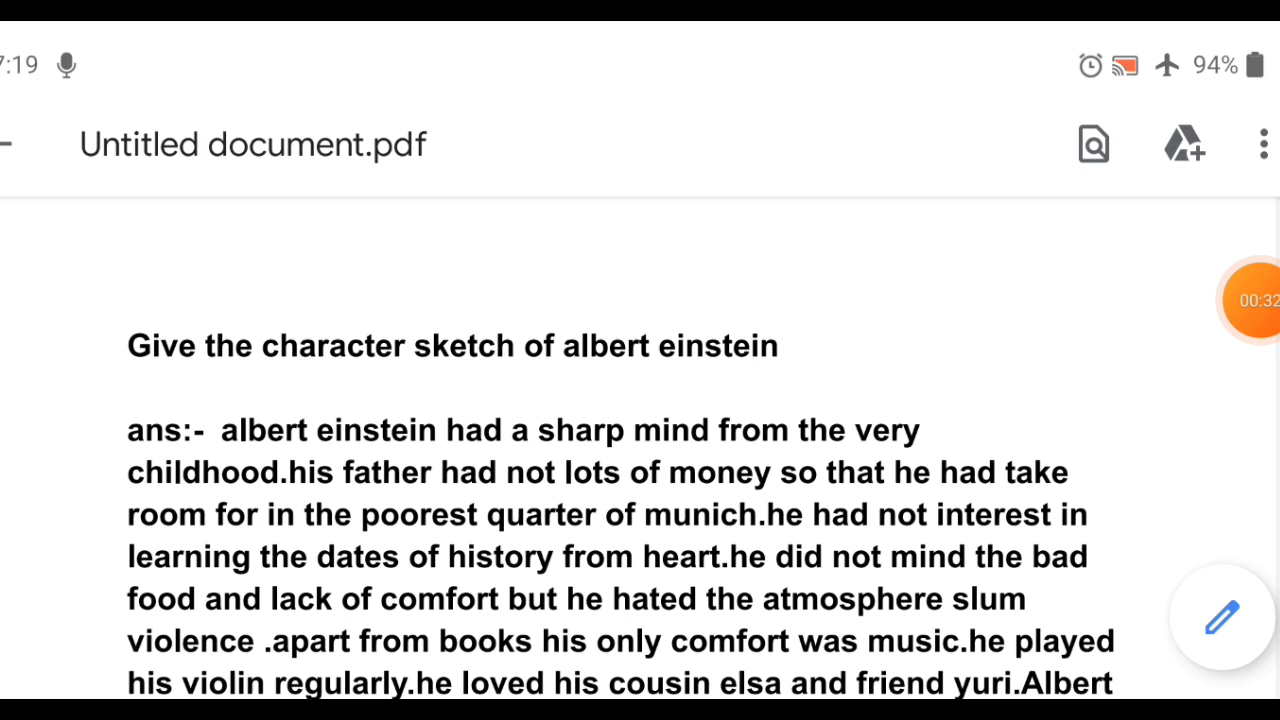 7:19 94%
Untitled document.pdf
00:32
Give the character sketch of albert einstein
ans:- albert einstein had a sharp mind from the very
childhood.his father had not lots of money so that he had take
room for in the poorest quarter of munich.he had not interest in
learning the dates of history from heart.he did not mind the bad
food and lack of comfort but he hated the atmosphere slum
violence .apart from books his only comfort was music.he played
his violin regularly.he loved his cousin elsa and friend yuri.Albert